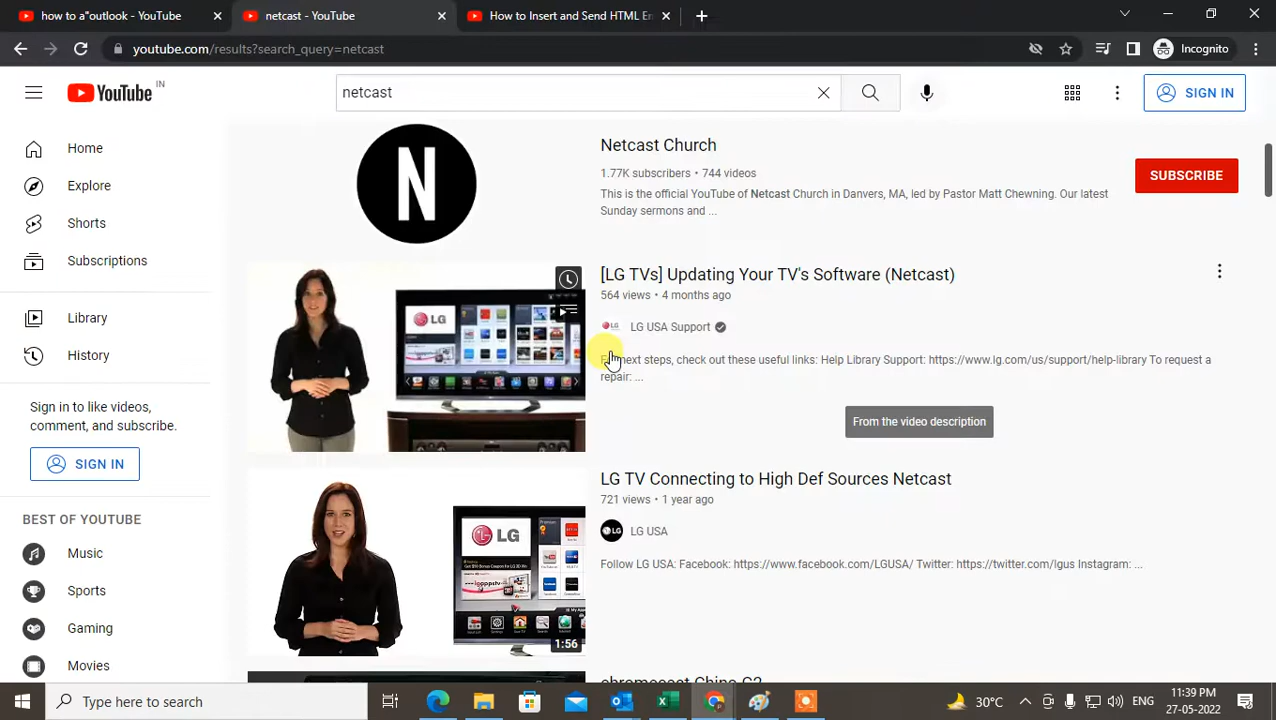 how to a"outlook - YouTube
netcast - YouTube
How to Insert and Send HTML Em
youtube.com/results?search_query=netcast
Incognito
YouTube IN
netcast
SIGN IN
Home
Explore
Shorts
Subscriptions
Library
History
Sign in to like videos,
comment, and subscribe.
SIGN IN
BEST OF YOUTUBE
Music
Sports
Gaming
Movies
N
Netcast Church
1.77K subscribers • 744 videos
This is the official YouTube of Netcast Church in Danvers, MA, led by Pastor Matt Chewning. Our latest
Sunday sermons and ...
SUBSCRIBE
LG
[LG TVs] Updating Your TV's Software (Netcast)
564 views • 4 months ago
LG USA Support
next steps, check out these useful links: Help Library Support: https://www.lg.com/us/support/help-library To request a
repair: ...
From the video description
LG
1:56
LG TV Connecting to High Def Sources Netcast
721 views • 1 year ago
LG USA
Follow LG USA: Facebook: https://www.facebook.com/LGUSA/ Twitter: https://twitter.com/lgus Instagram: ...
Type here to search
30°C
ENG
11:39 PM
27-05-2022